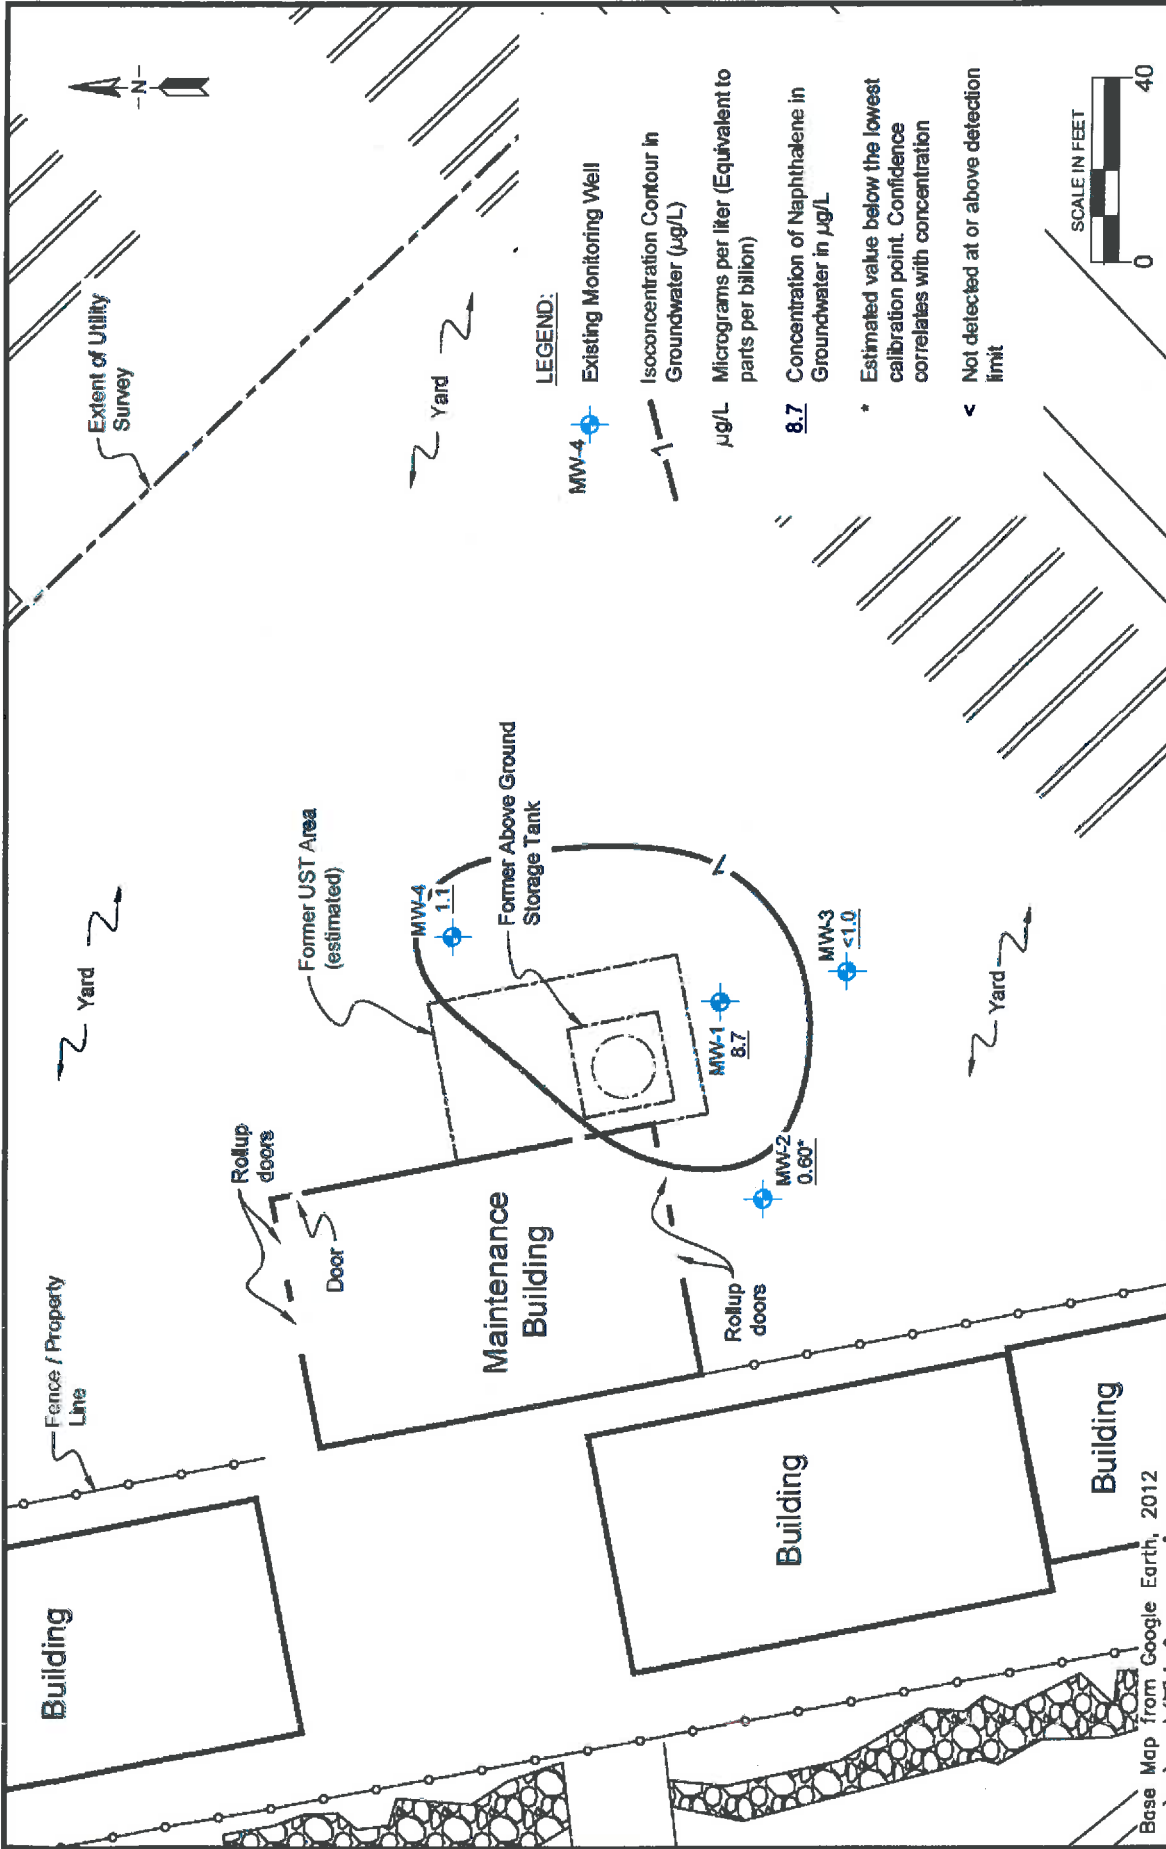 Building
Fence / Property
Line
Rollup
doors
Door
Yard
Extent of Utility
Survey
-N-
Former UST Area
(estimated)
Maintenance
Building
MW-4
1.1
Former Above Ground
Storage Tank
Yard
MW-1
8.7
1
MW-2
0.60*
MW-3
<1.0
Rollup
doors
Yard
Building
Building
LEGEND:
MW-4 Existing Monitoring Well
1 Isoconcentration Contour in
Groundwater (µg/L)
µg/L Micrograms per liter (Equivalent to
parts per billion)
8.7 Concentration of Naphthalene in
Groundwater in µg/L
* Estimated value below the lowest
calibration point. Confidence
correlates with concentration
< Not detected at or above detection
limit
SCALE IN FEET
0 40
Base Map from Google Earth, 2012